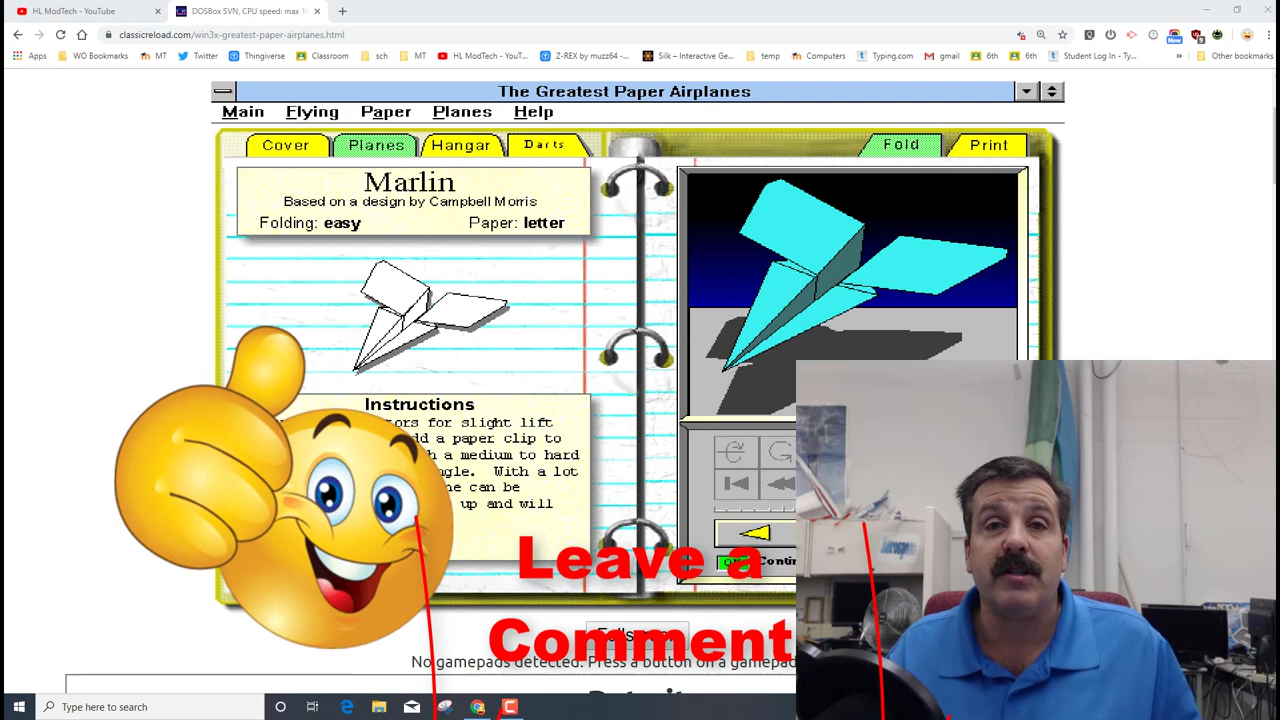 HL ModTech - YouTube
DOSBox SVN, CPU speed: max
classicreload.com/win3x-greatest-paper-airplanes.html
Apps WO Bookmarks MT Twitter Thingiverse Classroom sch MT HL ModTech - YouT... Z-REX by muzz64 -... Silk – Interactive Ge... temp Computers Typing.com gmail 6th 6th Student Log In - Ty... » Other bookmarks
New
The Greatest Paper Airplanes
Main Flying Paper Planes Help
Cover Planes Hangar Darts Fold Print
Marlin
Based on a design by Campbell Morris
Folding: easy Paper: letter
Instructions
ors for slight lift
dd a paper clip to
h a medium to hard
ngle. With a lot
ne can be
up and will
Leave a
Comment
No gamepads detected. Press a button on a gamepad
Type here to search